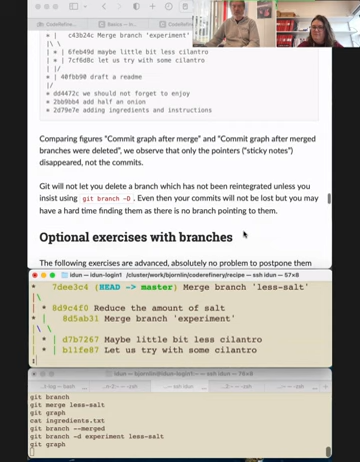 * | c43b24c Merge branch 'experiment'
|\ \
| * | 6feb49d maybe little bit less cilantro
| * | 7cf6d8c let us try with some cilantro
| |/
* | 40fbb90 draft a readme
|/
* dd4472c we should not forget to enjoy
* 2bb9bb4 add half an onion
* 2d79e7e adding ingredients and instructions
Comparing figures “Commit graph after merge” and “Commit graph after merged
branches were deleted”, we observe that only the pointers (“sticky notes”)
disappeared, not the commits.
Git will not let you delete a branch which has not been reintegrated unless you
insist using git branch -D . Even then your commits will not be lost but you may
have a hard time finding them as there is no branch pointing to them.
Optional exercises with branches
The following exercises are advanced, absolutely no problem to postpone them
idun — idun-login1 /cluster/work/bjornlin/coderefinery/recipe — ssh idun — 57×8
* 7dee3c4 (HEAD -> master) Merge branch 'less-salt'
|\
| * 8d9c4f0 Reduce the amount of salt
* | 8d5ab31 Merge branch 'experiment'
|\ \
| * | d7b7267 Maybe little bit less cilantro
| * | b11fe87 Let us try with some cilantro
git branch
git merge less-salt
git graph
cat ingredients.txt
git branch --merged
git branch -d experiment less-salt
git graph